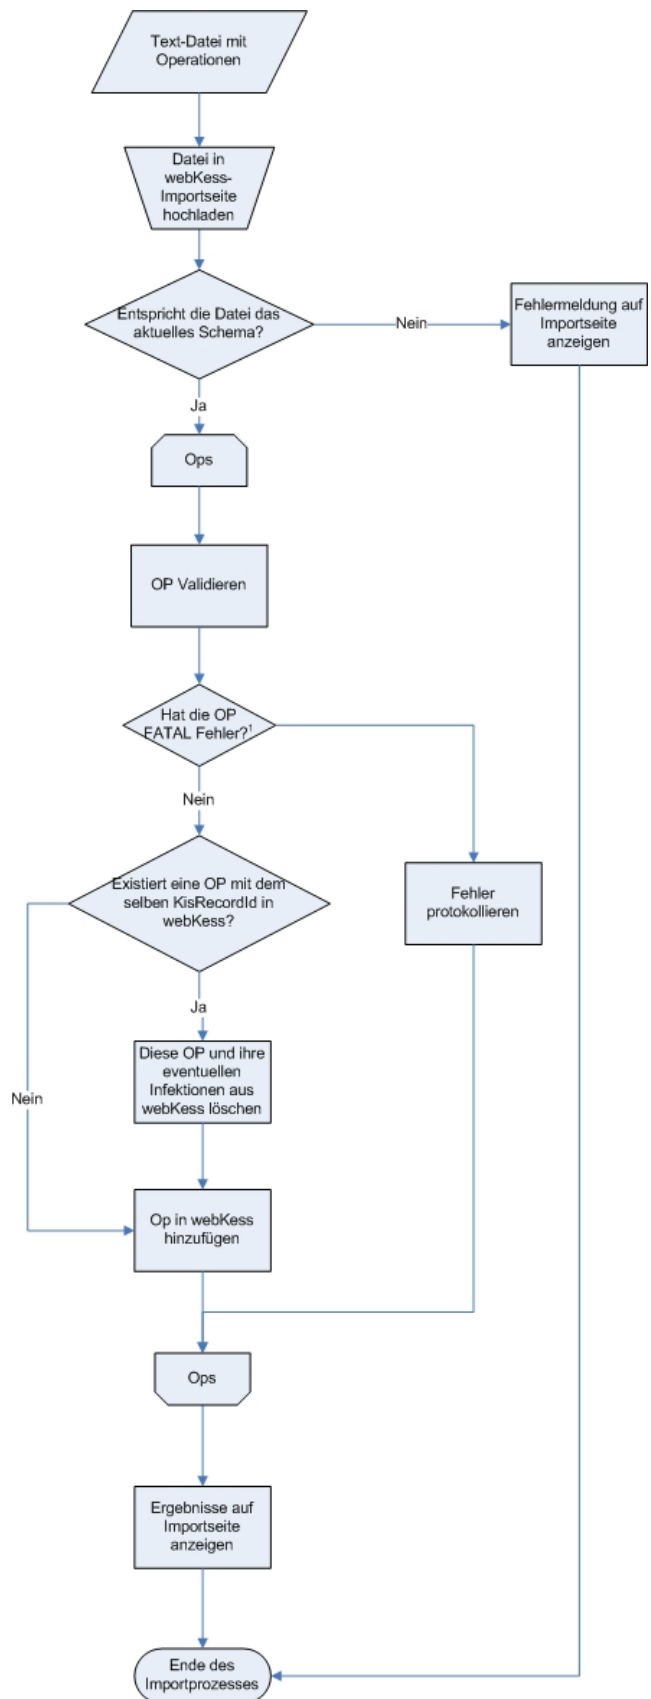 Text-Datei mit
Operationen
Datei in
webKess-
Importseite
hochladen
Entspricht die Datei das
aktuelles Schema?
Nein
Fehlermeldung auf
Importseite
anzeigen
Ja
Ops
OP Validieren
Hat die OP
FATAL Fehler?¹
Nein
Existiert eine OP mit dem
selben KisRecordId in
webKess?
Fehler
protokollieren
Ja
Diese OP und ihre
eventuellen
Infektionen aus
webKess löschen
Nein
Op in webKess
hinzufügen
Ops
Ergebnisse auf
Importseite
anzeigen
Ende des
Importprozesses